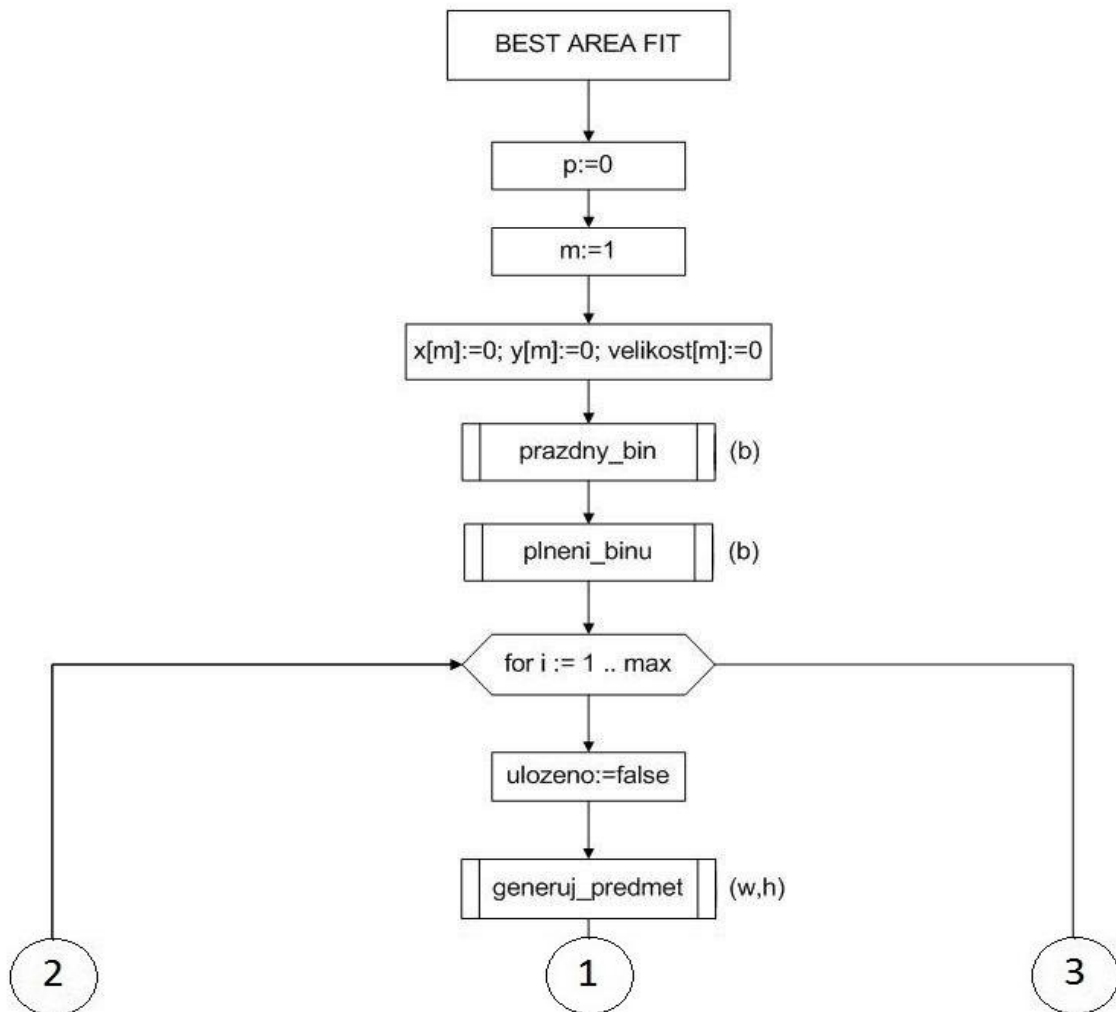 BEST AREA FIT
p:=0
m:=1
x[m]:=0; y[m]:=0; velikost[m]:=0
prazdny_bin (b)
plneni_binu (b)
for i := 1 .. max
ulozeno:=false
generuj_predmet (w,h)
2 1 3